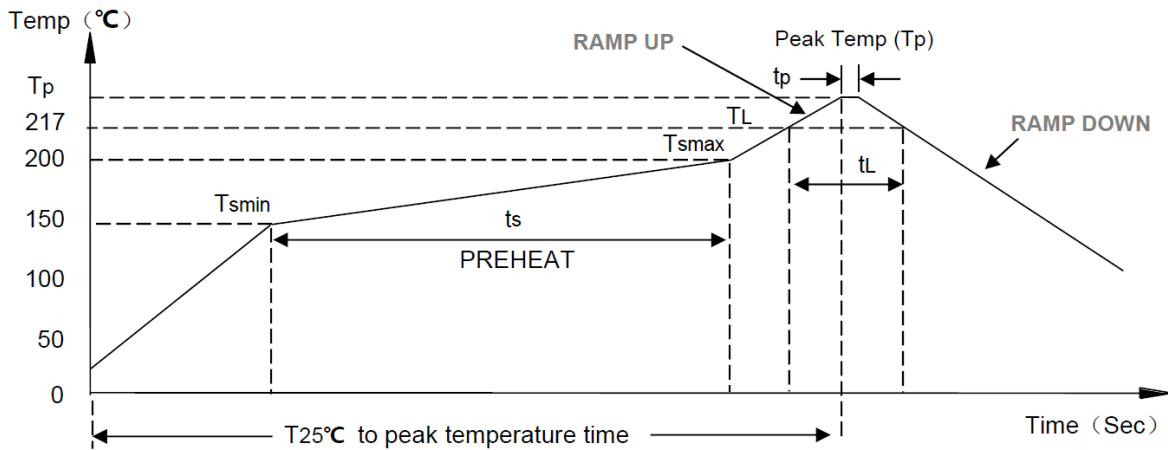 Temp（℃）
RAMP UP
Peak Temp (Tp)
tp
Tp
217
TL
RAMP DOWN
Tsmax
200
tL
Tsmin
150
ts
PREHEAT
100
50
0
Time（Sec）
T25℃ to peak temperature time